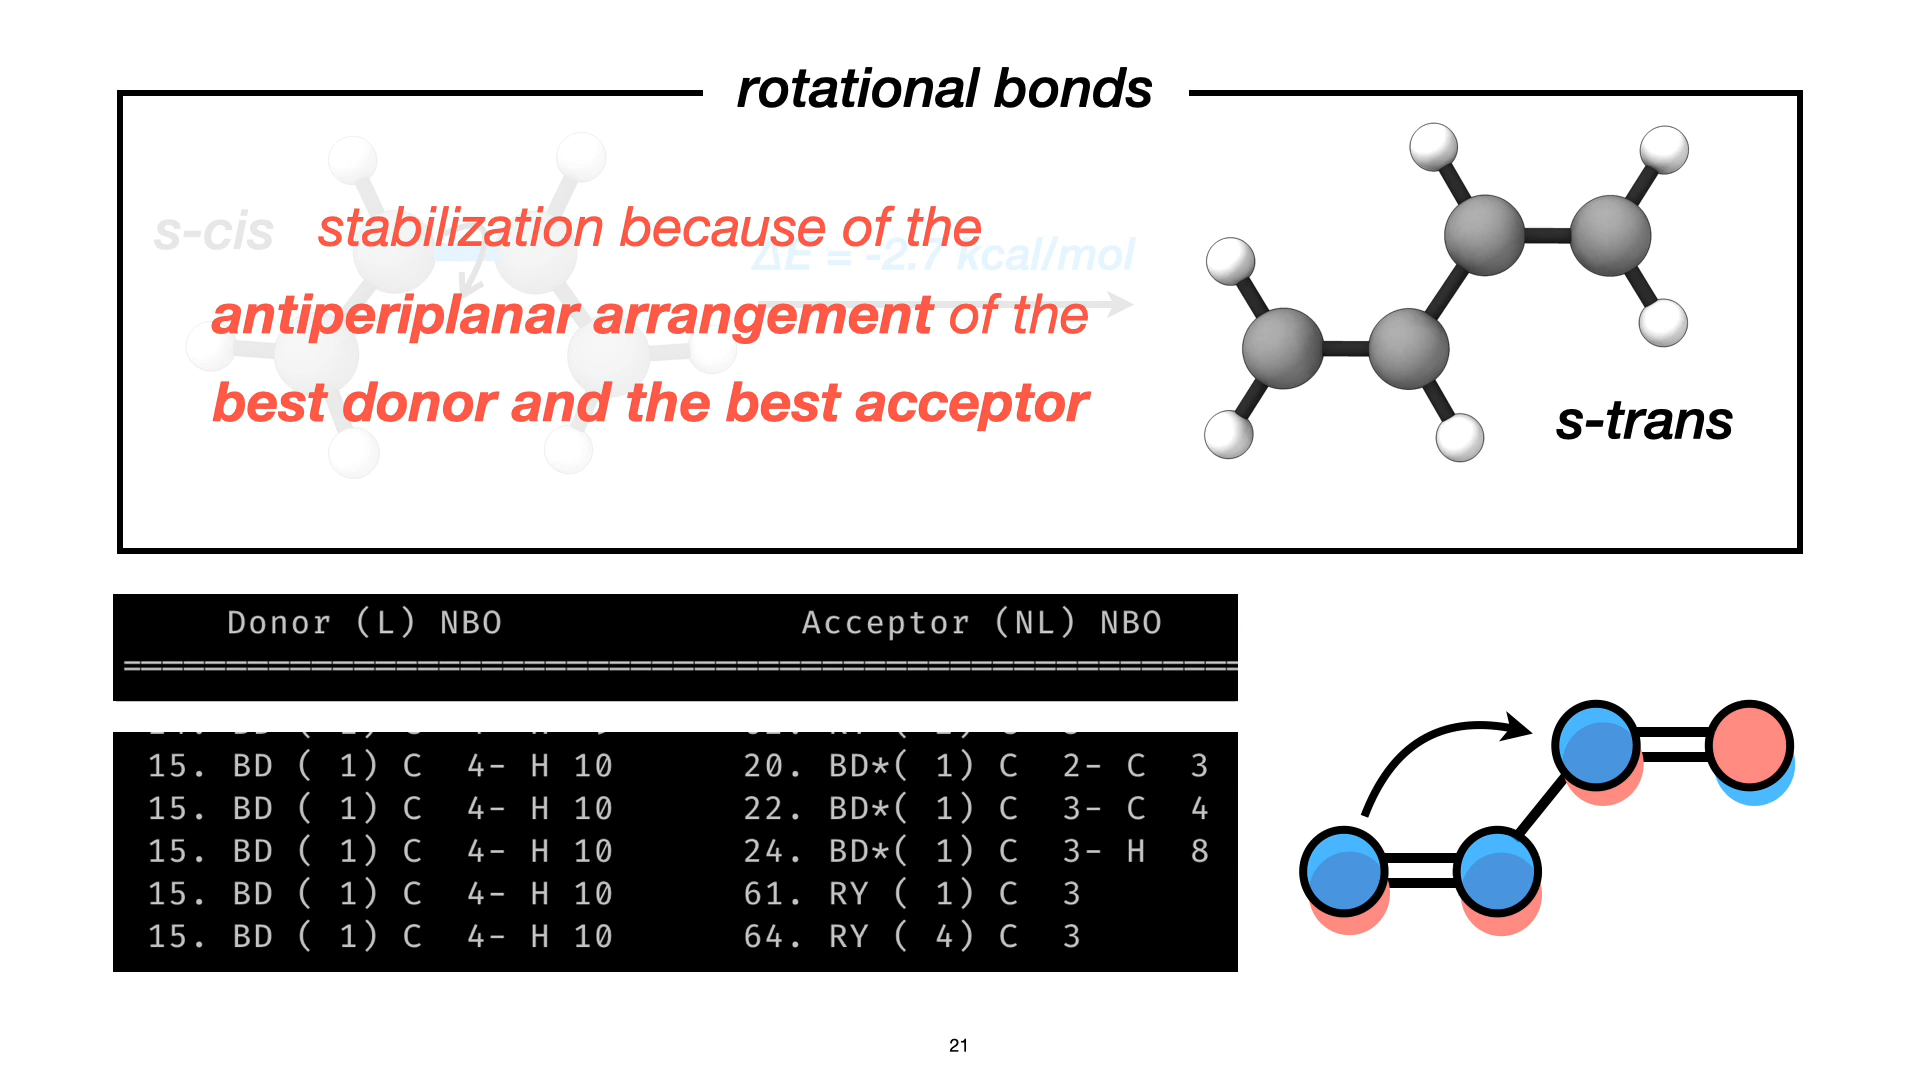 rotational bonds
s-cis
stabilization because of the
ΔE = -2.7 kcal/mol
antiperiplanar arrangement of the
best donor and the best acceptor
s-trans
Donor (L) NBO Acceptor (NL) NBO
15. BD ( 1) C 4- H 10 20. BD*( 1) C 2- C 3
15. BD ( 1) C 4- H 10 22. BD*( 1) C 3- C 4
15. BD ( 1) C 4- H 10 24. BD*( 1) C 3- H 8
15. BD ( 1) C 4- H 10 61. RY ( 1) C 3
15. BD ( 1) C 4- H 10 64. RY ( 4) C 3
21